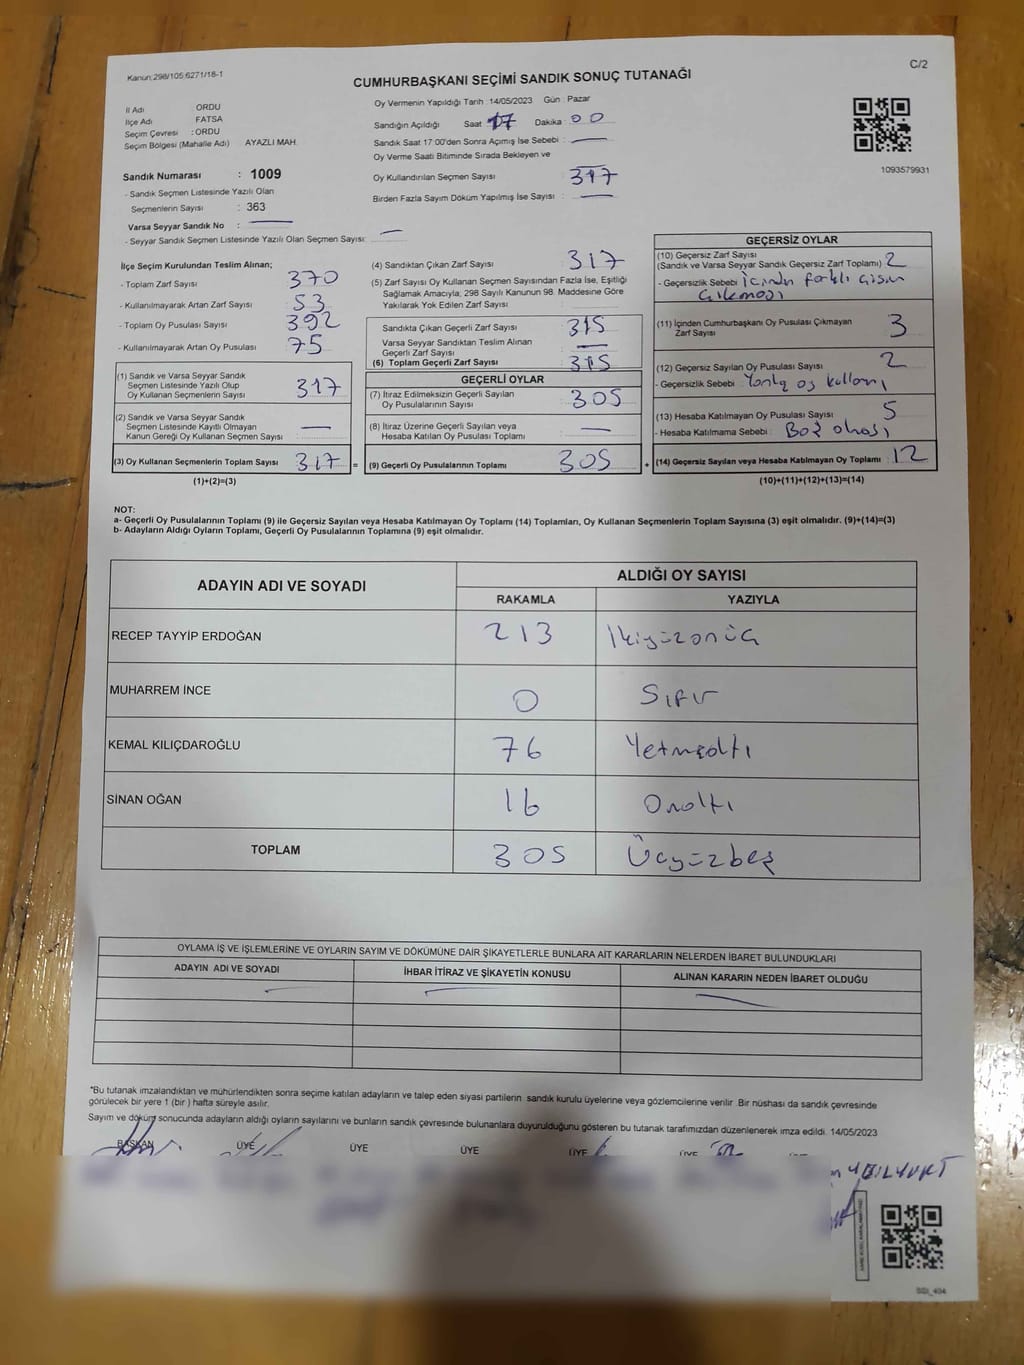 Kanun:298/105;6271/18-1
C/2
CUMHURBAŞKANI SEÇİMİ SANDIK SONUÇ TUTANAĞI
İl Adı : ORDU
İlçe Adı : FATSA
Seçim Çevresi : ORDU
Seçim Bölgesi (Mahalle Adı) AYAZLI MAH.
Oy Vermenin Yapıldığı Tarih : 14/05/2023 Gün : Pazar
Sandığın Açıldığı Saat 17 Dakika : 00
Sandık Saat 17:00'den Sonra Açımış İse Sebebi :
Oy Verme Saati Bitiminde Sırada Bekleyen ve
Oy Kullandırılan Seçmen Sayısı 317
Birden Fazla Sayım Döküm Yapılmış İse Sayısı :
1093579931
Sandık Numarası : 1009
- Sandık Seçmen Listesinde Yazılı Olan
Seçmenlerin Sayısı : 363
Varsa Seyyar Sandık No :
- Seyyar Sandık Seçmen Listesinde Yazılı Olan Seçmen Sayısı:
İlçe Seçim Kurulundan Teslim Alınan;
- Toplam Zarf Sayısı 370
- Kullanılmayarak Artan Zarf Sayısı 53
- Toplam Oy Pusulası Sayısı 392
- Kullanılmayarak Artan Oy Pusulası 75
(1) Sandık ve Varsa Seyyar Sandık
Seçmen Listesinde Yazılı Olup
Oy Kullanan Seçmenlerin Sayısı 317
(2) Sandık ve Varsa Seyyar Sandık
Seçmen Listesinde Kayıtlı Olmayan
Kanun Gereği Oy Kullanan Seçmen Sayısı :
(3) Oy Kullanan Seçmenlerin Toplam Sayısı 317 =
(1)+(2)=(3)
(4) Sandıktan Çıkan Zarf Sayısı : 317
(5) Zarf Sayısı Oy Kullanan Seçmen Sayısından Fazla İse, Eşitliği
Sağlamak Amacıyla; 298 Sayılı Kanunun 98. Maddesine Göre
Yakılarak Yok Edilen Zarf Sayısı :
Sandıkta Çıkan Geçerli Zarf Sayısı : 315
Varsa Seyyar Sandıktan Teslim Alınan
Geçerli Zarf Sayısı
(6) Toplam Geçerli Zarf Sayısı : 315
GEÇERLİ OYLAR
(7) İtiraz Edilmeksizin Geçerli Sayılan
Oy Pusulalarının Sayısı : 305
(8) İtiraz Üzerine Geçerli Sayılan veya
Hesaba Katılan Oy Pusulası Toplamı :
(9) Geçerli Oy Pusulalarının Toplamı : 305 +
GEÇERSİZ OYLAR
(10) Geçersiz Zarf Sayısı
(Sandık ve Varsa Seyyar Sandık Geçersiz Zarf Toplamı) : 2
- Geçersizlik Sebebi : İçinden farklı cisim
çıkması
(11) İçinden Cumhurbaşkanı Oy Pusulası Çıkmayan
Zarf Sayısı : 3
(12) Geçersiz Sayılan Oy Pusulası Sayısı : 2
- Geçersizlik Sebebi : Yanlış oy kullanı
(13) Hesaba Katılmayan Oy Pusulası Sayısı : 5
- Hesaba Katılmama Sebebi : Boş olması
(14) Geçersiz Sayılan veya Hesaba Katılmayan Oy Toplamı : 12
(10)+(11)+(12)+(13)=(14)
NOT:
a- Geçerli Oy Pusulalarının Toplamı (9) ile Geçersiz Sayılan veya Hesaba Katılmayan Oy Toplamı (14) Toplamları, Oy Kullanan Seçmenlerin Toplam Sayısına (3) eşit olmalıdır. (9)+(14)=(3)
b- Adayların Aldığı Oyların Toplamı, Geçerli Oy Pusulalarının Toplamına (9) eşit olmalıdır.
ADAYIN ADI VE SOYADI ALDIĞI OY SAYISI
RAKAMLA YAZIYLA
RECEP TAYYİP ERDOĞAN 213 İkiyüzonüç
MUHARREM İNCE 0 Sıfır
KEMAL KILIÇDAROĞLU 76 Yetmişaltı
SİNAN OĞAN 16 Onaltı
TOPLAM 305 Üçyüzbeş
OYLAMA İŞ VE İŞLEMLERİNE VE OYLARIN SAYIM VE DÖKÜMÜNE DAİR ŞİKAYETLERLE BUNLARA AİT KARARLARIN NELERDEN İBARET BULUNDUKLARI
ADAYIN ADI VE SOYADI İHBAR İTİRAZ VE ŞİKAYETİN KONUSU ALINAN KARARIN NEDEN İBARET OLDUĞU
*Bu tutanak imzalandıktan ve mühürlendikten sonra seçime katılan adayların ve talep eden siyasi partilerin sandık kurulu üyelerine veya gözlemcilerine verilir. Bir nüshası da sandık çevresinde
görülecek bir yere 1 (bir ) hafta süreyle asılır.
Sayım ve döküm sonucunda adayların aldığı oyların sayılarını ve bunların sandık çevresinde bulunanlara duyurulduğunu gösteren bu tutanak tarafımızdan düzenlenerek imza edildi. 14/05/2023
BAŞKAN ÜYE ÜYE ÜYE ÜYE ÜYE